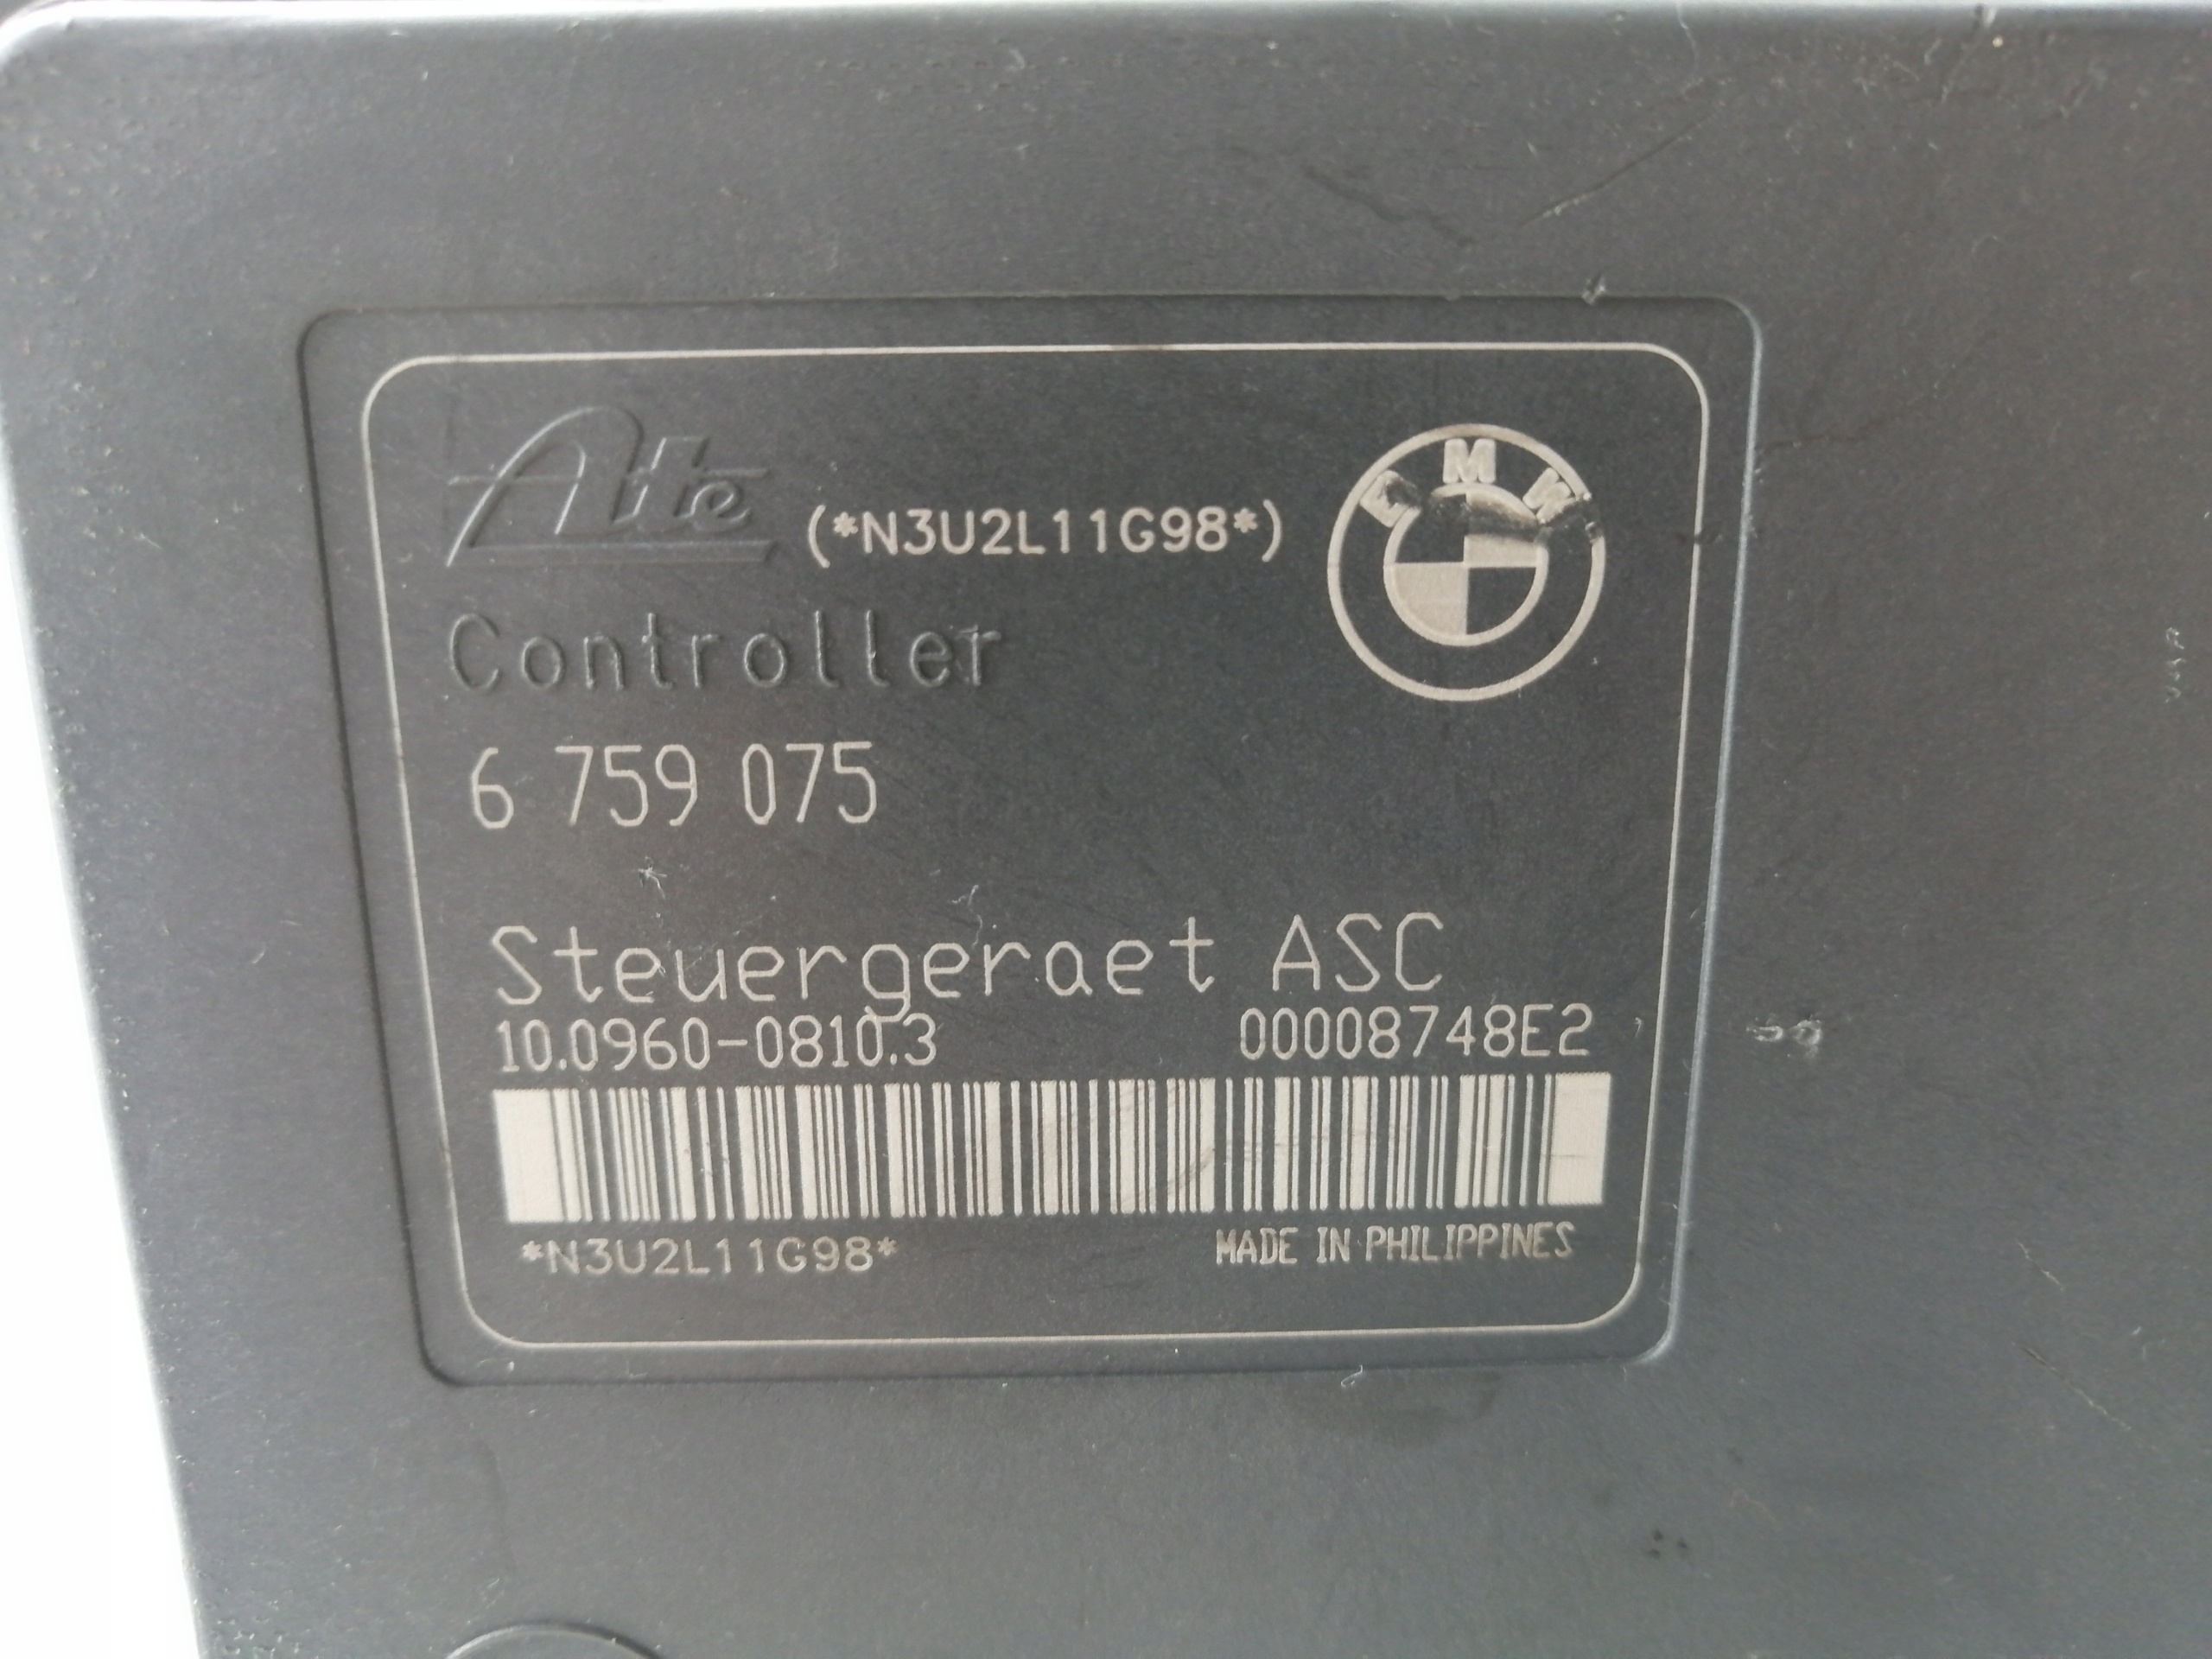 Ate
(*N3U2L11G98*)
BMW
Controller
6 759 075
Steuergeraet ASC
10.0960-0810.3 00008748E2
*N3U2L11G98* MADE IN PHILIPPINES